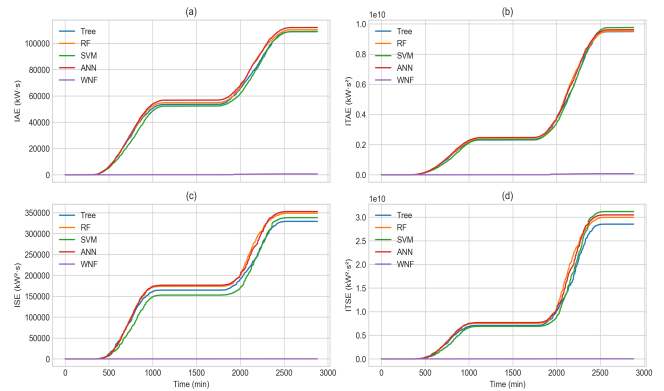 (a)
IAE (kW·s)
100000
80000
60000
40000
20000
0
0
500
1000
1500
2000
2500
3000
Tree
RF
SVM
ANN
WNF
(b)
1e10
ITAE (kW·s²)
1.0
0.8
0.6
0.4
0.2
0.0
0
500
1000
1500
2000
2500
3000
Tree
RF
SVM
ANN
WNF
(c)
ISE (kW²·s)
350000
300000
250000
200000
150000
100000
50000
0
0
500
1000
1500
2000
2500
3000
Time (min)
Tree
RF
SVM
ANN
WNF
(d)
1e10
ITSE (kW²·s²)
3.0
2.5
2.0
1.5
1.0
0.5
0.0
0
500
1000
1500
2000
2500
3000
Time (min)
Tree
RF
SVM
ANN
WNF